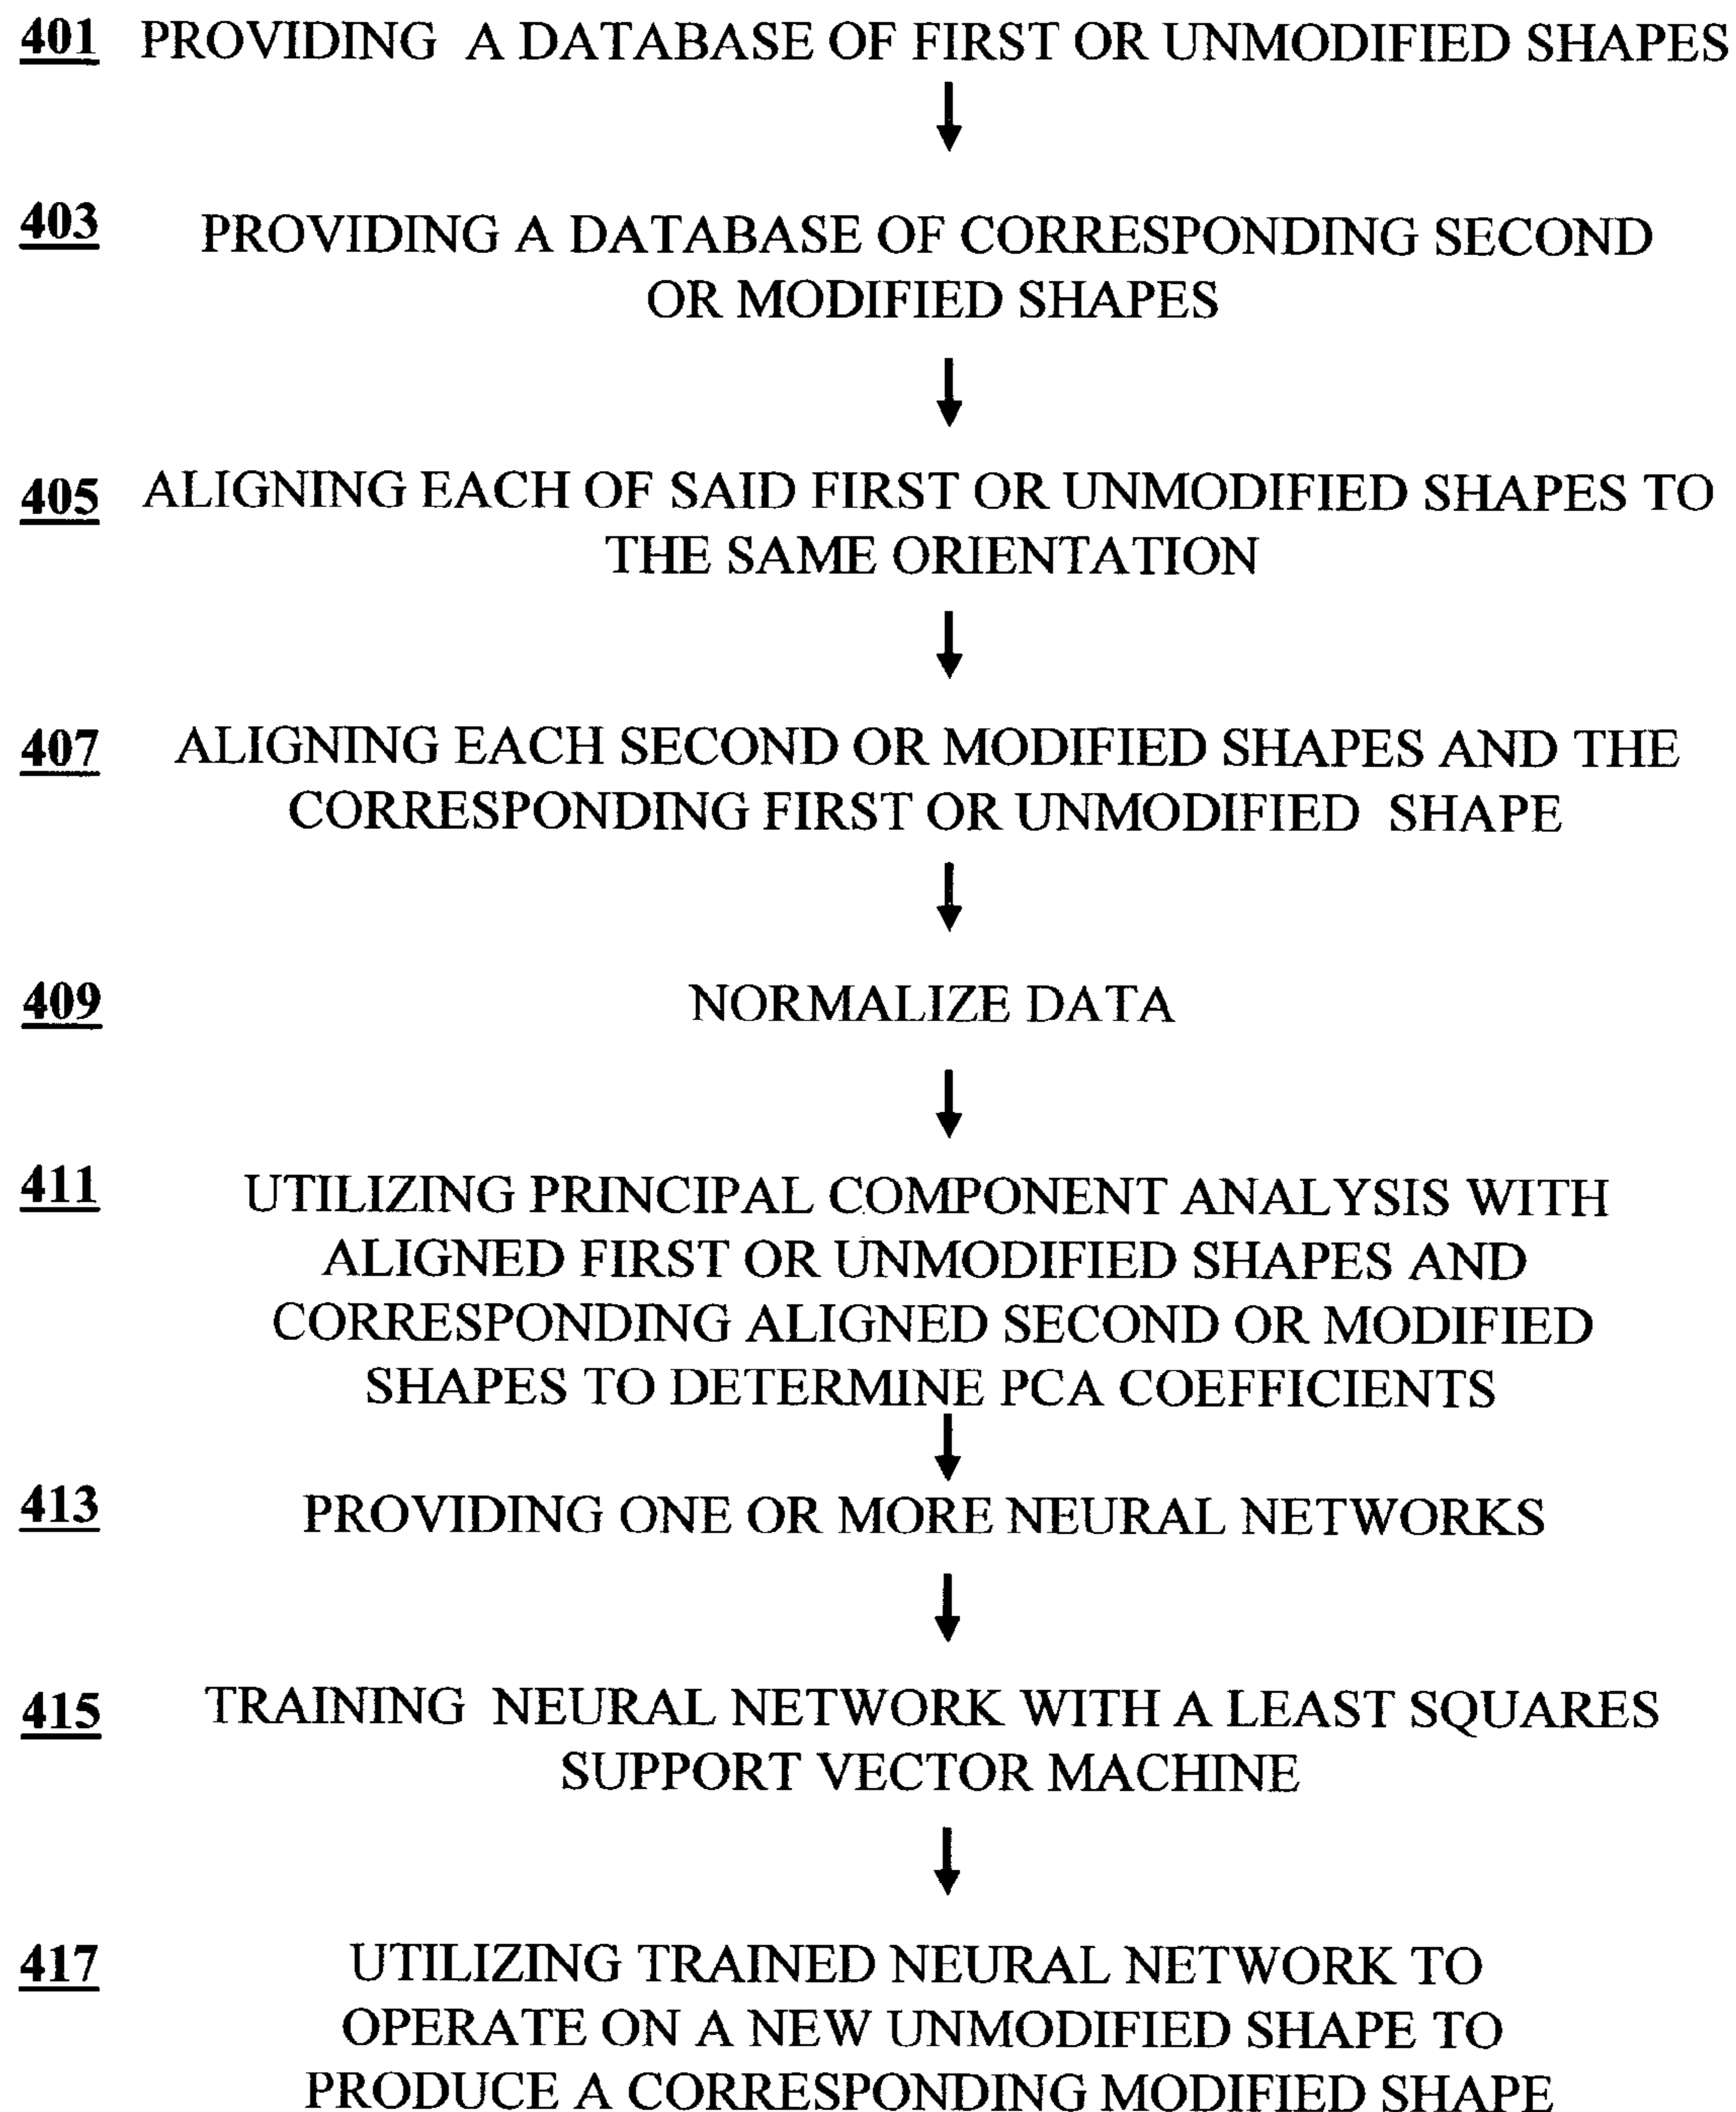 401 PROVIDING A DATABASE OF FIRST OR UNMODIFIED SHAPES
403 PROVIDING A DATABASE OF CORRESPONDING SECOND
OR MODIFIED SHAPES
405 ALIGNING EACH OF SAID FIRST OR UNMODIFIED SHAPES TO
THE SAME ORIENTATION
407 ALIGNING EACH SECOND OR MODIFIED SHAPES AND THE
CORRESPONDING FIRST OR UNMODIFIED SHAPE
409 NORMALIZE DATA
411 UTILIZING PRINCIPAL COMPONENT ANALYSIS WITH
ALIGNED FIRST OR UNMODIFIED SHAPES AND
CORRESPONDING ALIGNED SECOND OR MODIFIED
SHAPES TO DETERMINE PCA COEFFICIENTS
413 PROVIDING ONE OR MORE NEURAL NETWORKS
415 TRAINING NEURAL NETWORK WITH A LEAST SQUARES
SUPPORT VECTOR MACHINE
417 UTILIZING TRAINED NEURAL NETWORK TO
OPERATE ON A NEW UNMODIFIED SHAPE TO
PRODUCE A CORRESPONDING MODIFIED SHAPE